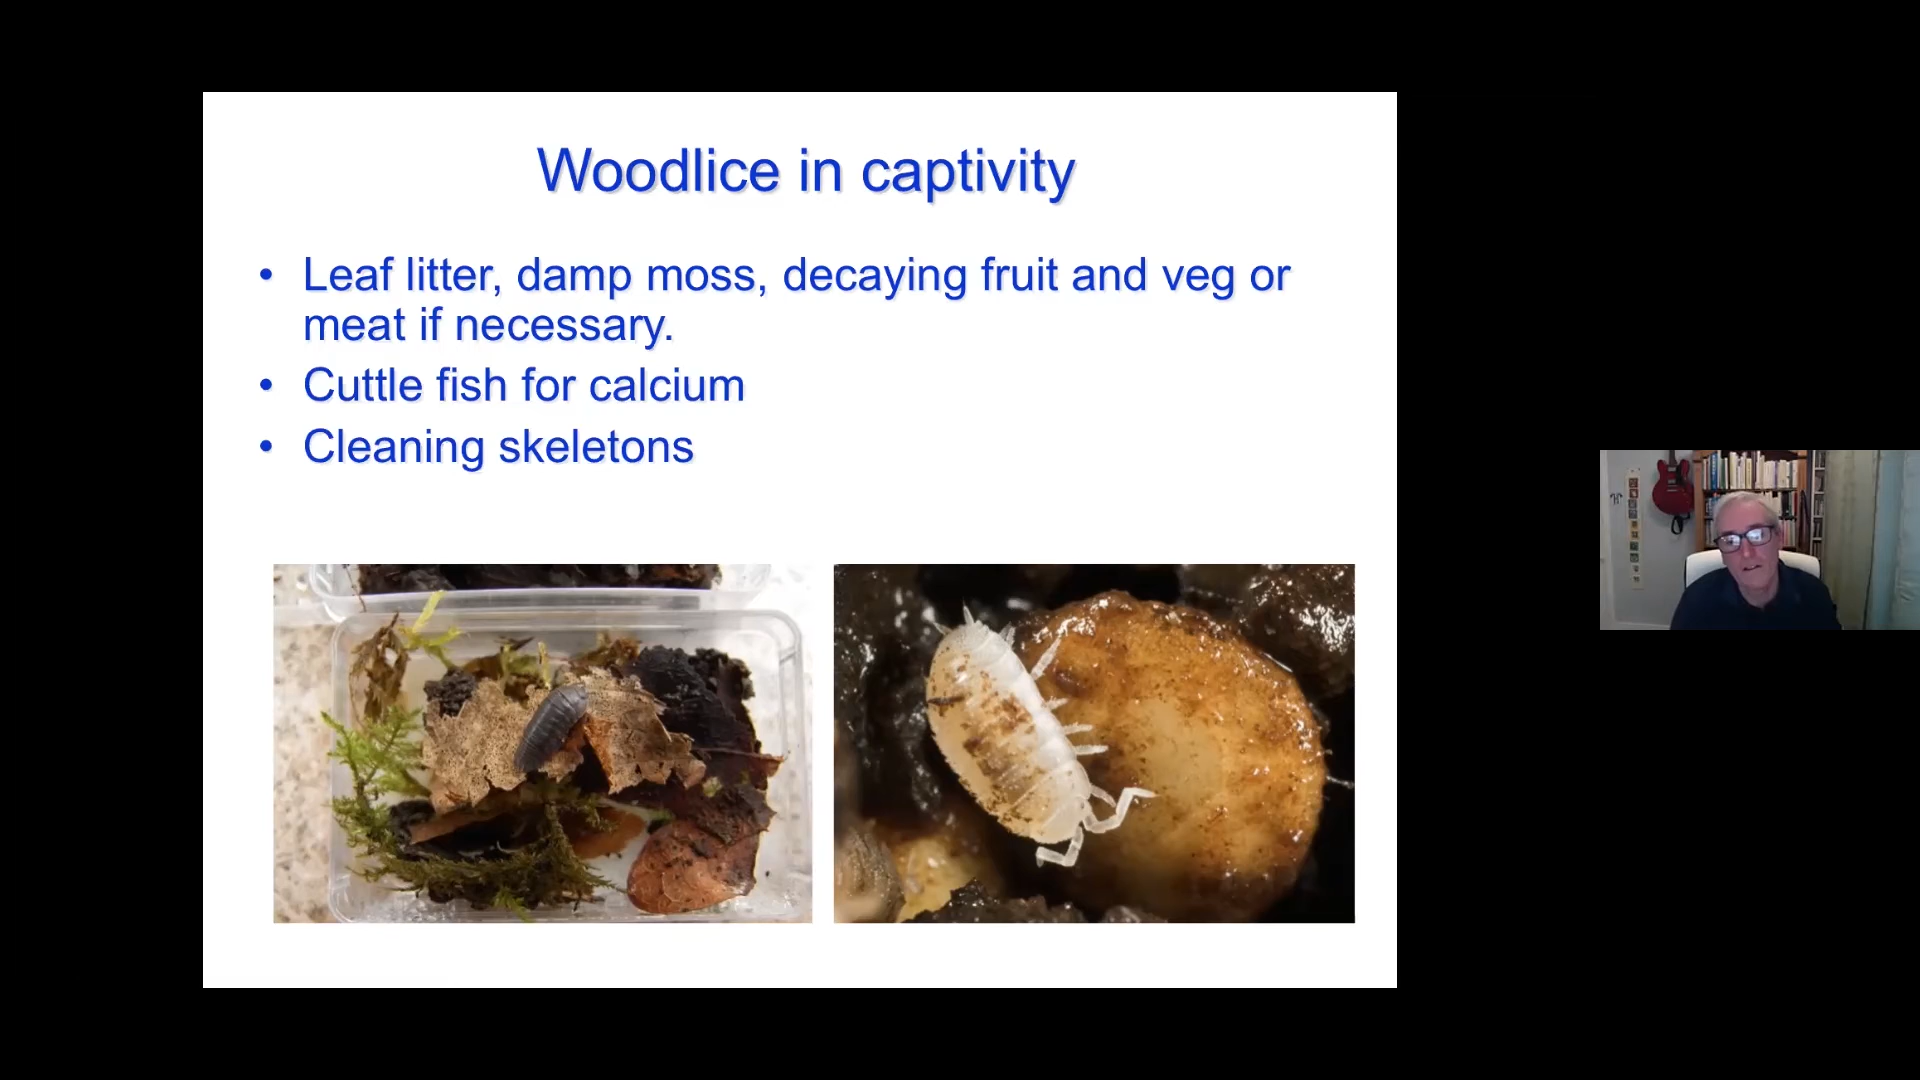 Woodlice in captivity
• Leaf litter, damp moss, decaying fruit and veg or
meat if necessary.
• Cuttle fish for calcium
• Cleaning skeletons